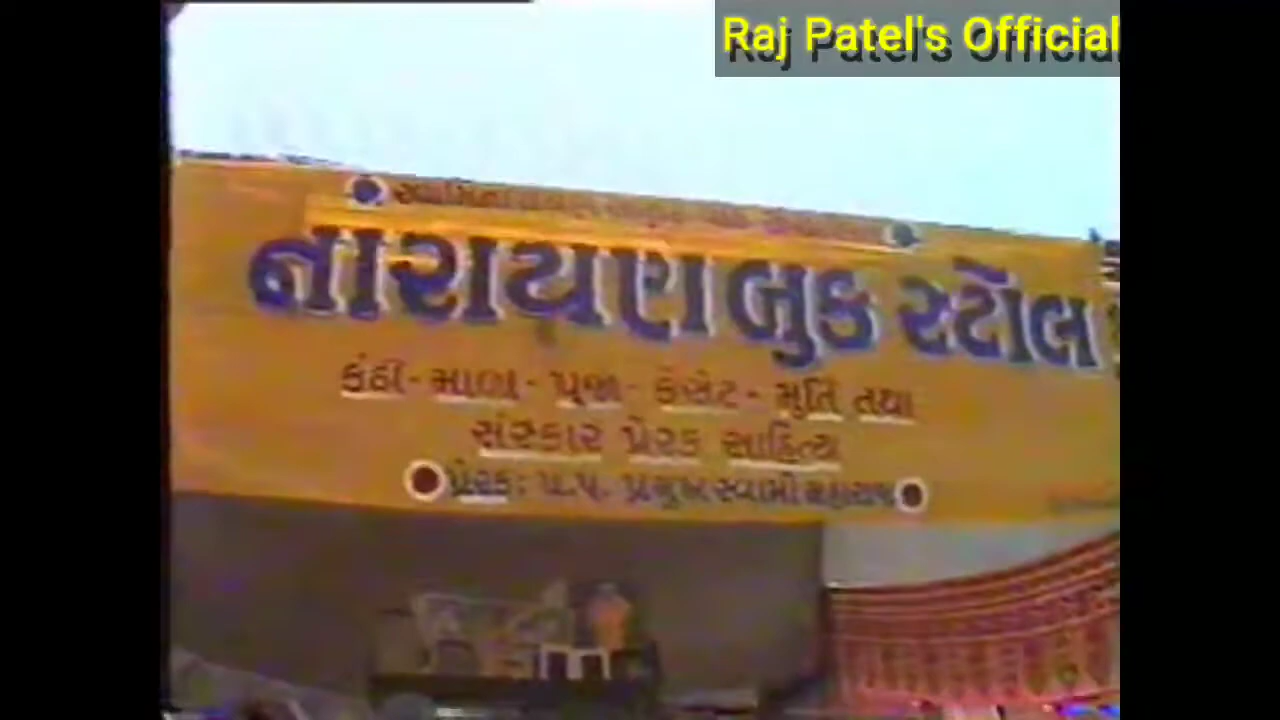 Raj Patel's Official
નારાયણ બુક સ્ટોલ
કંઠી - માળા - પૂજા - કેસેટ - મુર્તિ તથા
સંસ્કાર પ્રેરક સાહિત્ય
પ્રેરક: પ.પૂ. પ્રમુખસ્વામી મહારાજ